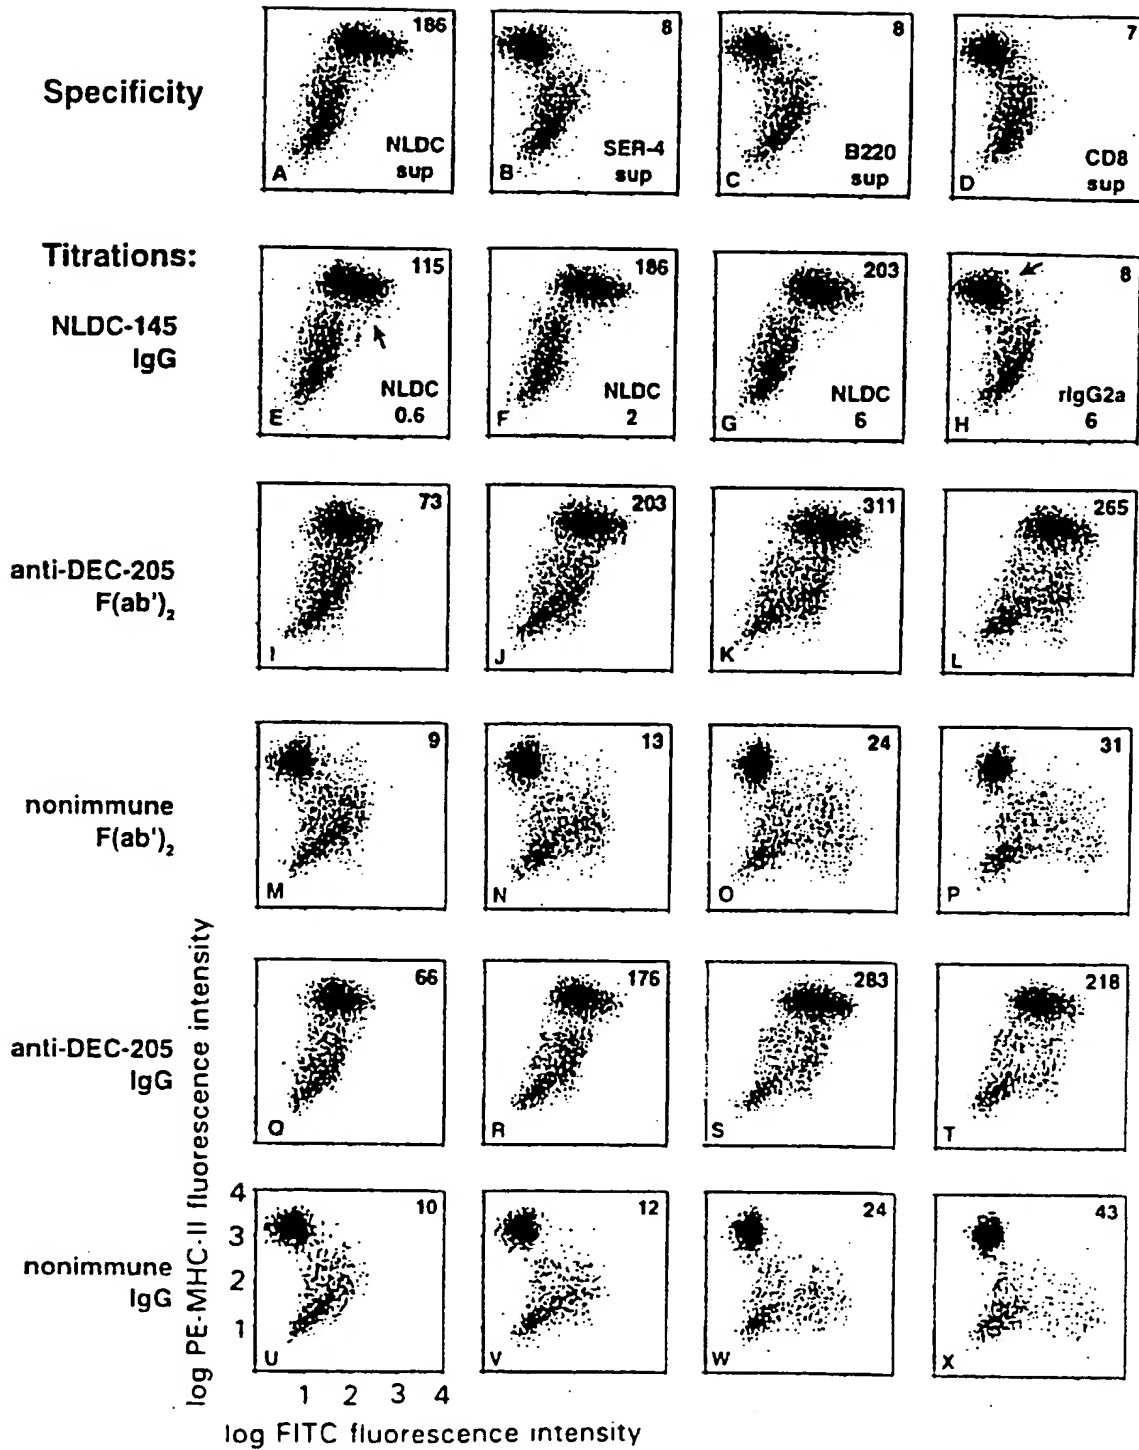 Specificity
186
A
NLDC
sup
8
B
SER-4
sup
8
C
B220
sup
7
D
CD8
sup
Titrations:
NLDC-145
IgG
115
E
NLDC
0.6
186
F
NLDC
2
203
G
NLDC
6
8
H
rIgG2a
6
anti-DEC-205
F(ab')₂
73
I
203
J
311
K
265
L
nonimmune
F(ab')₂
9
M
13
N
24
O
31
P
anti-DEC-205
IgG
66
Q
176
R
283
S
218
T
nonimmune
IgG
10
U
12
V
24
W
43
X
log PE-MHC-II fluorescence intensity
4
3
2
1
1 2 3 4
log FITC fluorescence intensity